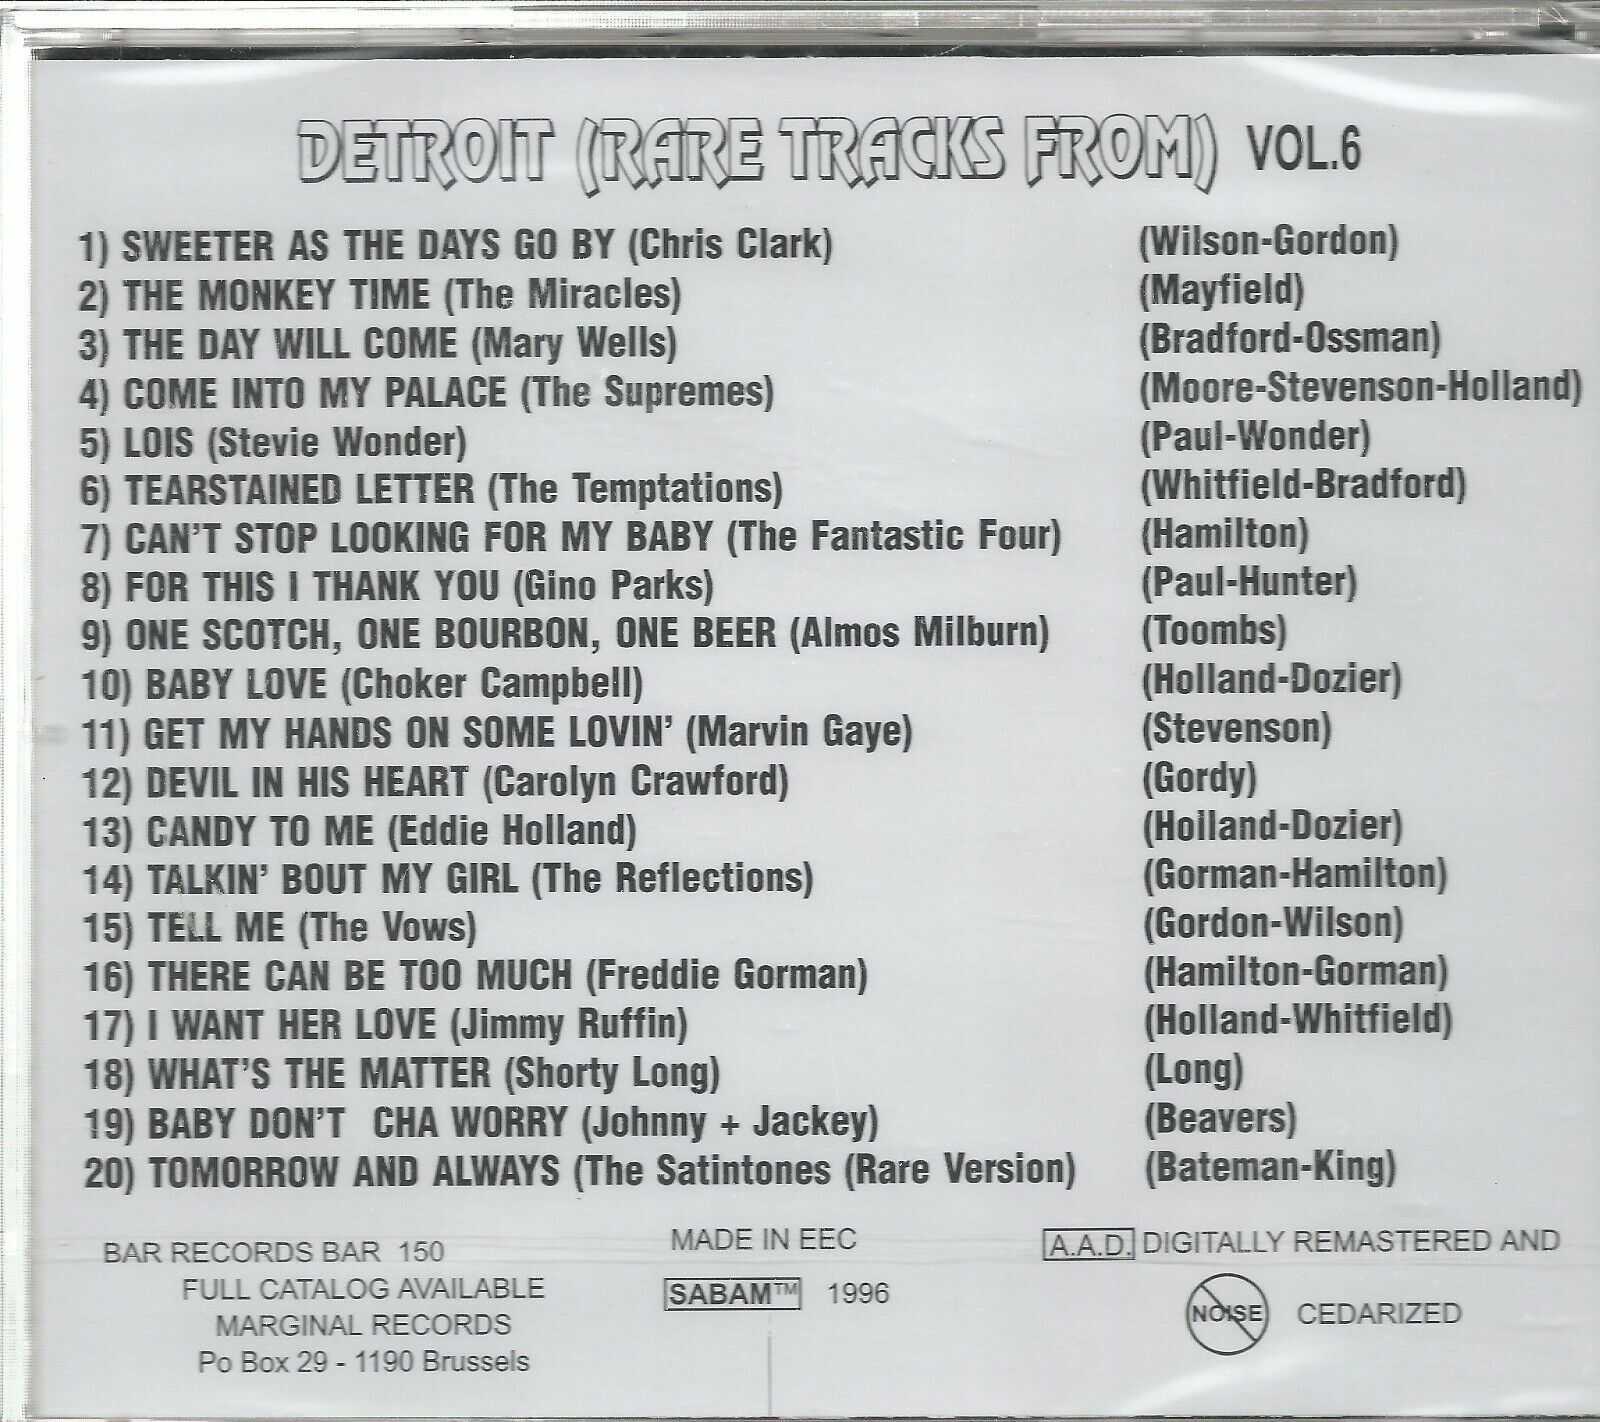 DETROIT (RARE TRACKS FROM) VOL.6
1) SWEETER AS THE DAYS GO BY (Chris Clark) (Wilson-Gordon)
2) THE MONKEY TIME (The Miracles) (Mayfield)
3) THE DAY WILL COME (Mary Wells) (Bradford-Ossman)
4) COME INTO MY PALACE (The Supremes) (Moore-Stevenson-Holland)
5) LOIS (Stevie Wonder) (Paul-Wonder)
6) TEARSTAINED LETTER (The Temptations) (Whitfield-Bradford)
7) CAN'T STOP LOOKING FOR MY BABY (The Fantastic Four) (Hamilton)
8) FOR THIS I THANK YOU (Gino Parks) (Paul-Hunter)
9) ONE SCOTCH, ONE BOURBON, ONE BEER (Almos Milburn) (Toombs)
10) BABY LOVE (Choker Campbell) (Holland-Dozier)
11) GET MY HANDS ON SOME LOVIN' (Marvin Gaye) (Stevenson)
12) DEVIL IN HIS HEART (Carolyn Crawford) (Gordy)
13) CANDY TO ME (Eddie Holland) (Holland-Dozier)
14) TALKIN' BOUT MY GIRL (The Reflections) (Gorman-Hamilton)
15) TELL ME (The Vows) (Gordon-Wilson)
16) THERE CAN BE TOO MUCH (Freddie Gorman) (Hamilton-Gorman)
17) I WANT HER LOVE (Jimmy Ruffin) (Holland-Whitfield)
18) WHAT'S THE MATTER (Shorty Long) (Long)
19) BABY DON'T CHA WORRY (Johnny + Jackey) (Beavers)
20) TOMORROW AND ALWAYS (The Satintones (Rare Version) (Bateman-King)
BAR RECORDS BAR 150
FULL CATALOG AVAILABLE
MARGINAL RECORDS
Po Box 29 - 1190 Brussels
MADE IN EEC
SABAM™ 1996
A.A.D. DIGITALLY REMASTERED AND
NOISE CEDARIZED